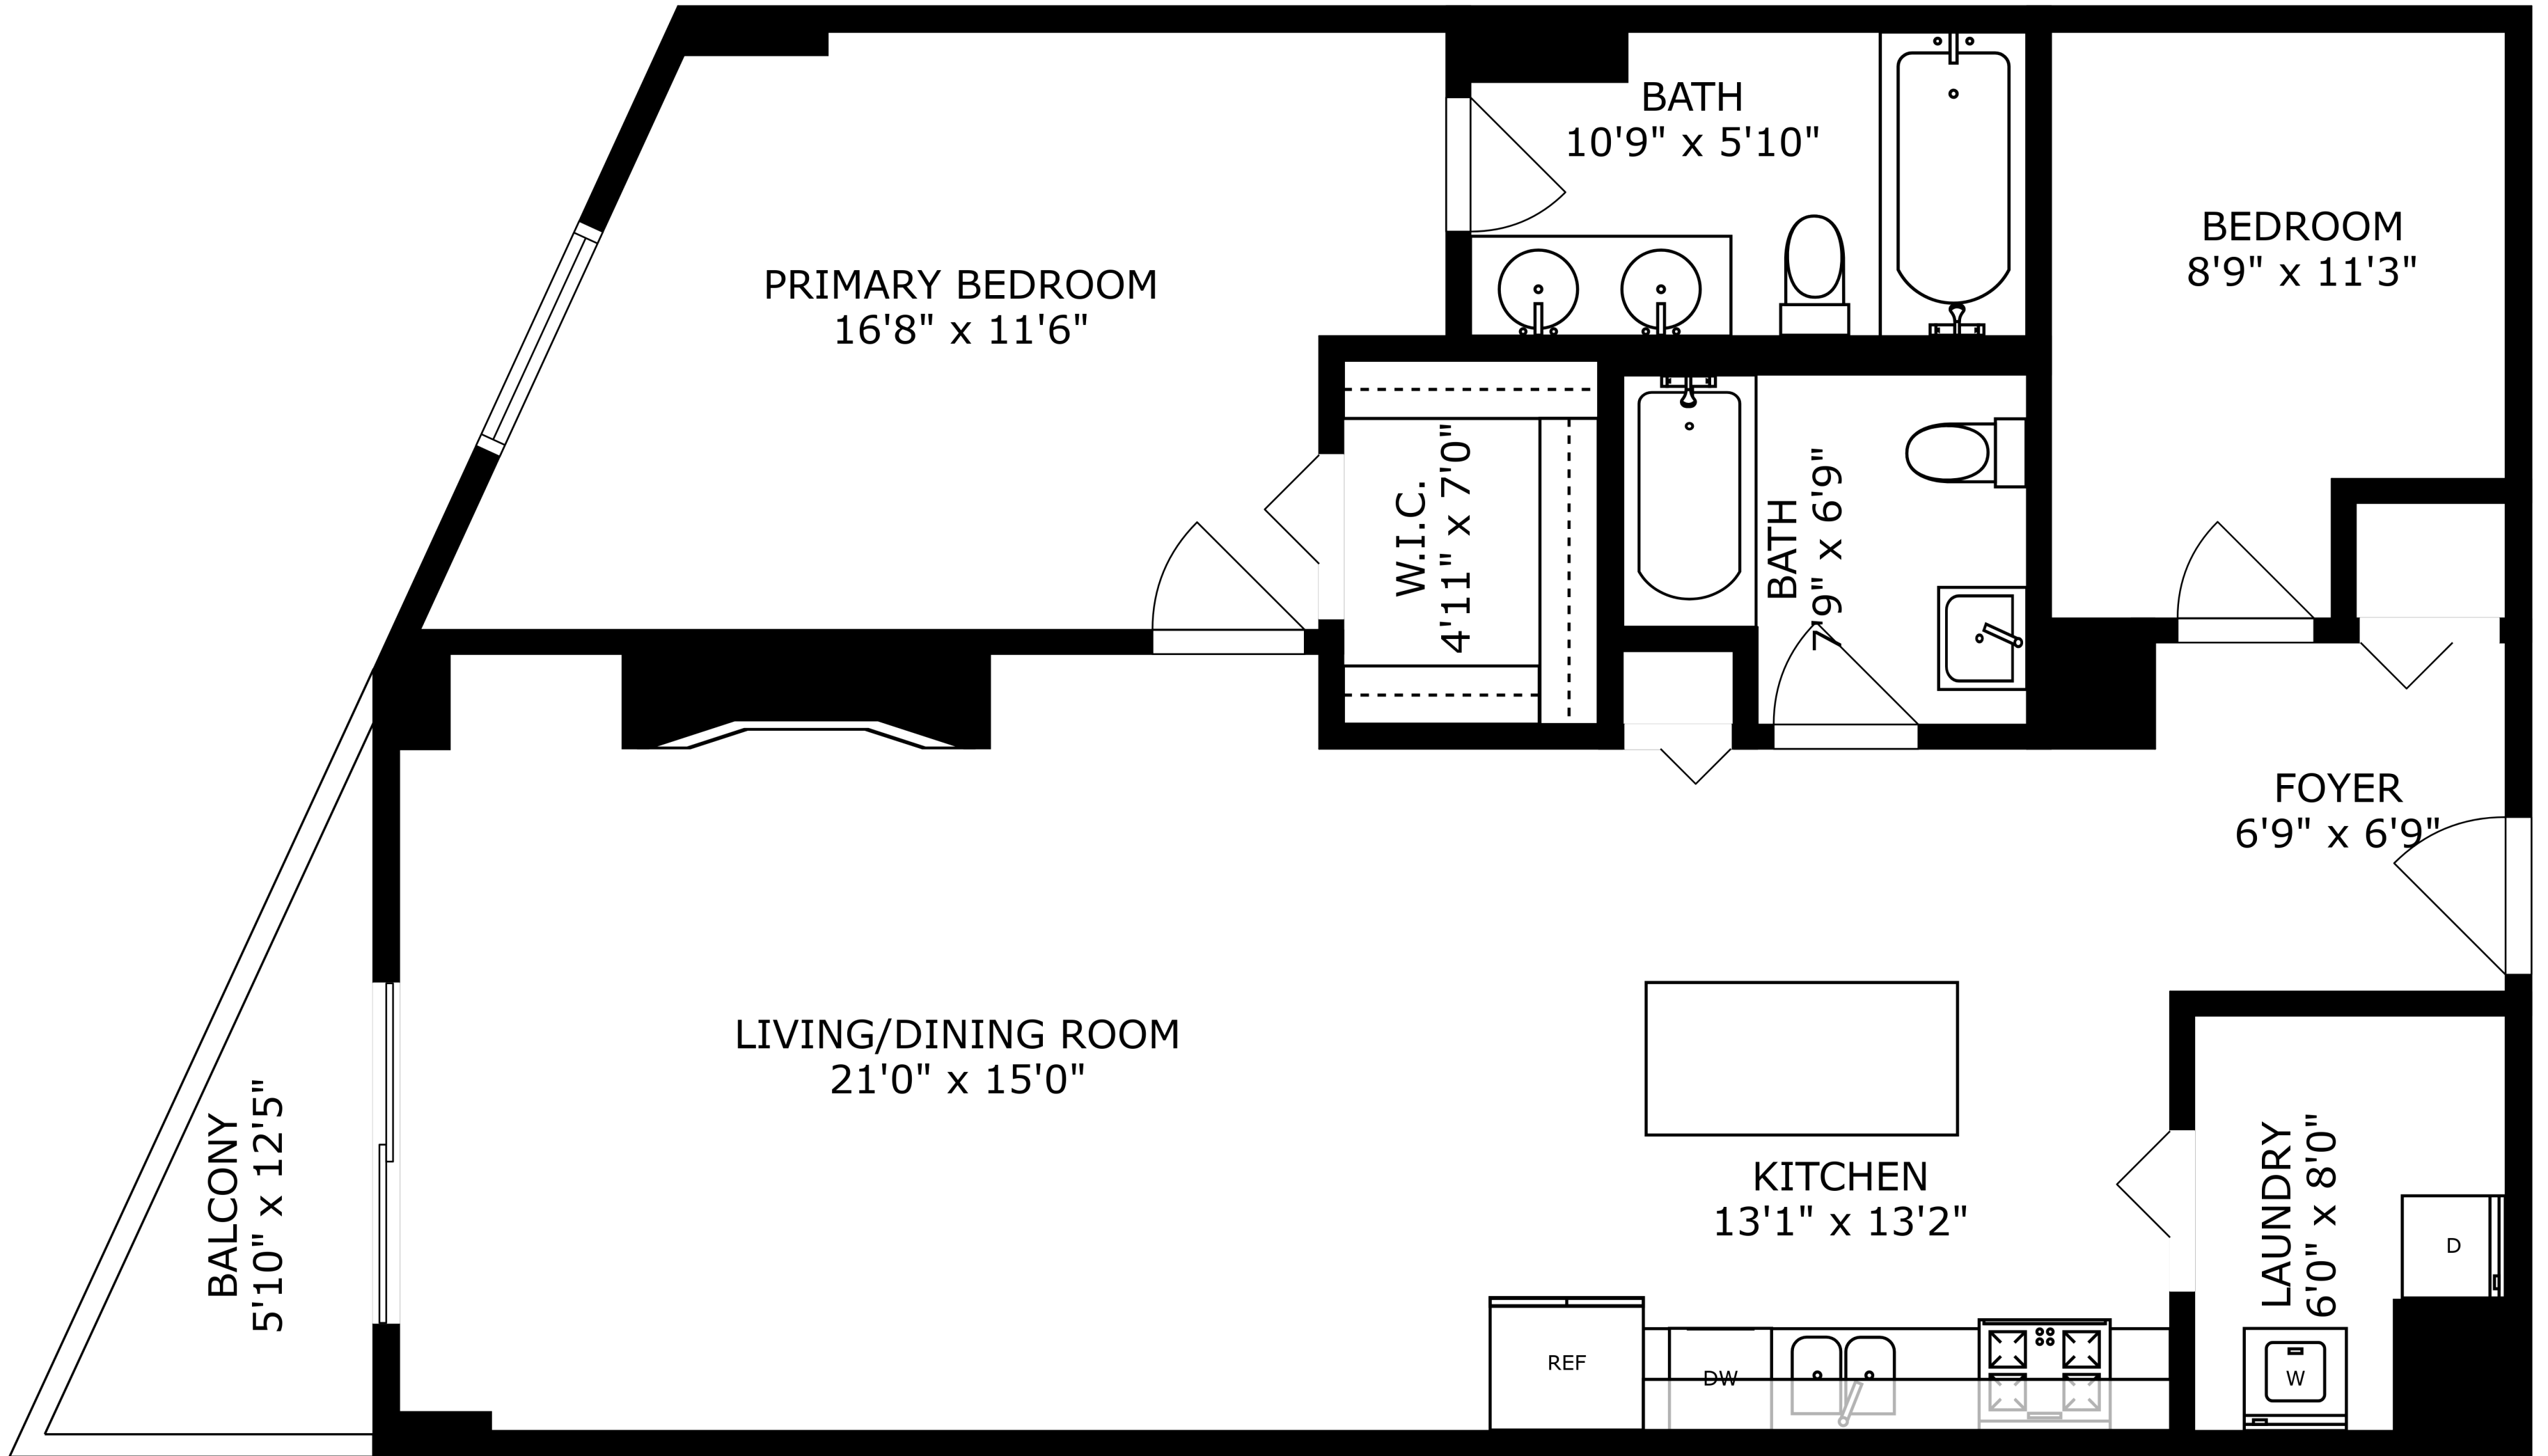 BATH
10'9" x 5'10"
BEDROOM
8'9" x 11'3"
PRIMARY BEDROOM
16'8" x 11'6"
W.I.C.
4'11" x 7'0"
BATH
7'9" x 6'9"
FOYER
6'9" x 6'9"
LIVING/DINING ROOM
21'0" x 15'0"
BALCONY
5'10" x 12'5"
KITCHEN
13'1" x 13'2"
LAUNDRY
6'0" x 8'0"
D
REF
DW
W